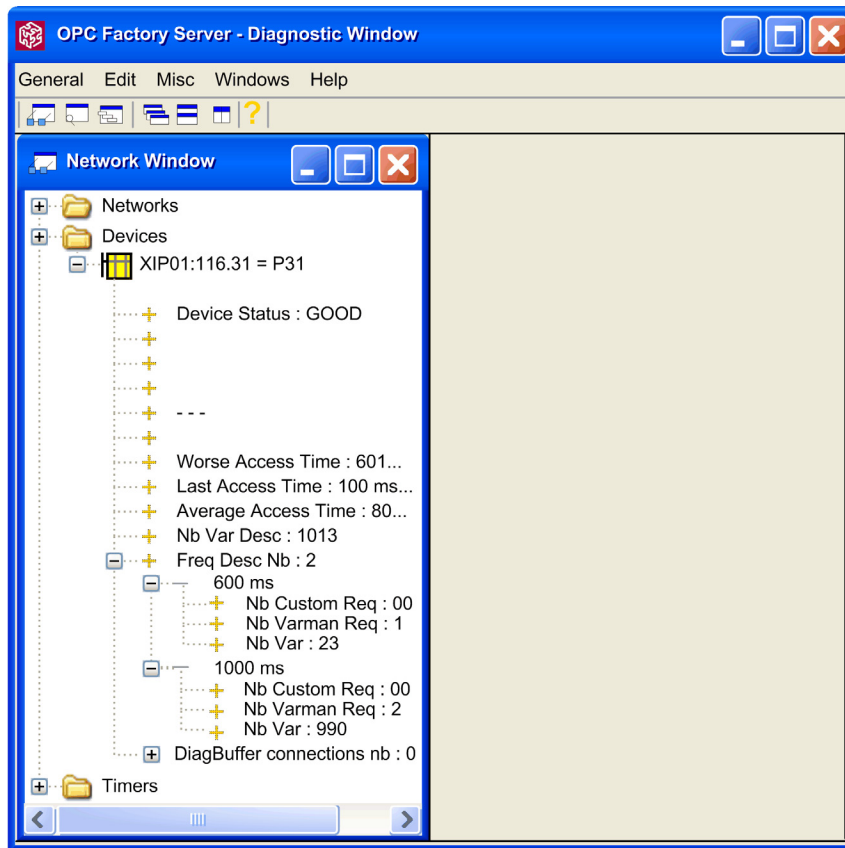 OPC Factory Server - Diagnostic Window
General Edit Misc Windows Help
?
Network Window
Networks
Devices
XIP01:116.31 = P31
Device Status : GOOD
- - -
Worse Access Time : 601...
Last Access Time : 100 ms...
Average Access Time : 80...
Nb Var Desc : 1013
Freq Desc Nb : 2
600 ms
Nb Custom Req : 00
Nb Varman Req : 1
Nb Var : 23
1000 ms
Nb Custom Req : 00
Nb Varman Req : 2
Nb Var : 990
DiagBuffer connections nb : 0
Timers